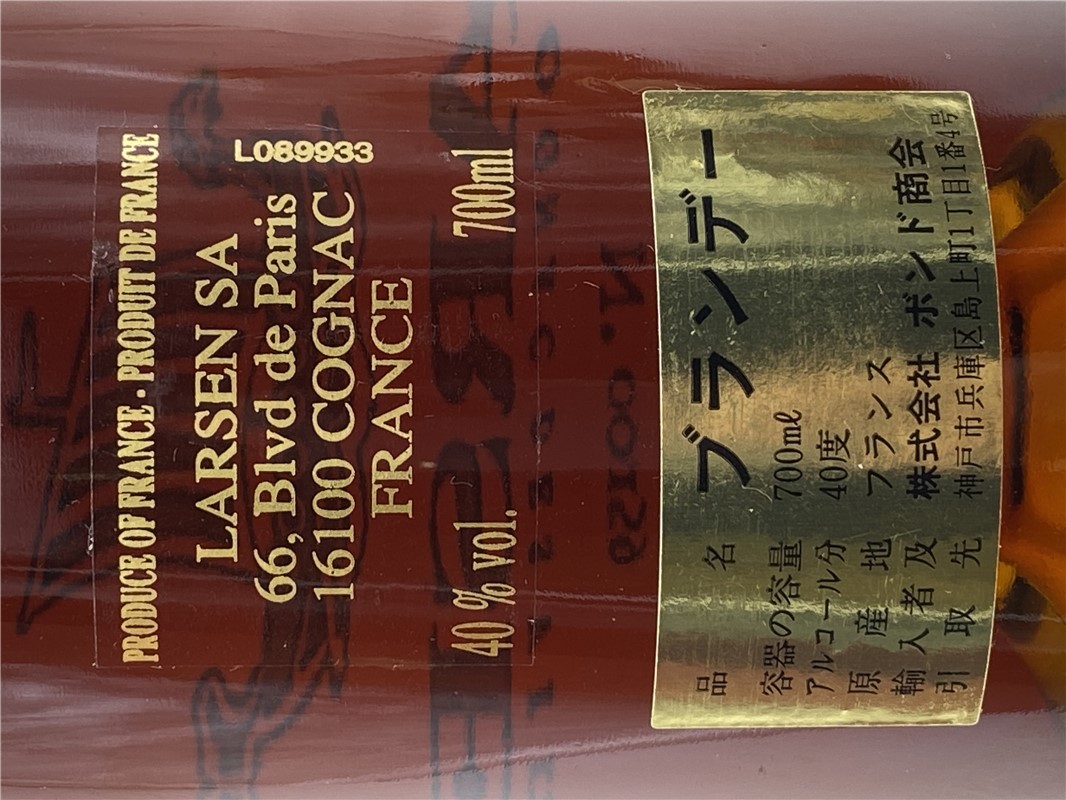 PRODUCE OF FRANCE • PRODUIT DE FRANCE
LARSEN SA
L089933
66, Blvd de Paris
16100 COGNAC
FRANCE
40 % vol. 700ml
品名 ブランデー
容器の容量 700mℓ
アルコール分 40度
原産地 フランス
輸入者及 株式会社 ボンド商会
引取先 神戸市兵庫区島上町1丁目1番4号